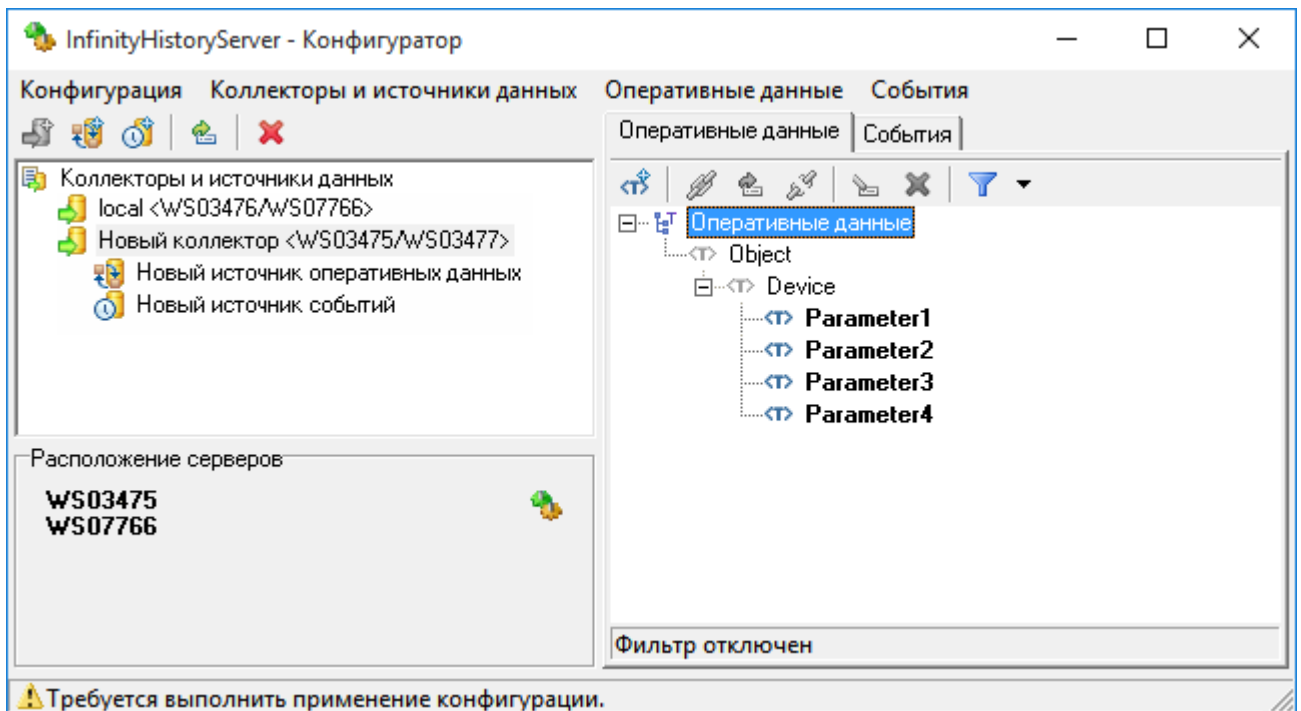 InfinityHistoryServer - Конфигуратор
Конфигурация Коллекторы и источники данных Оперативные данные События
Коллекторы и источники данных
local <WS03476/WS07766>
Новый коллектор <WS03475/WS03477>
Новый источник оперативных данных
Новый источник событий
Расположение серверов
WS03475
WS07766
Оперативные данные События
Оперативные данные
<T> Object
<T> Device
<T> Parameter1
<T> Parameter2
<T> Parameter3
<T> Parameter4
Фильтр отключен
Требуется выполнить применение конфигурации.